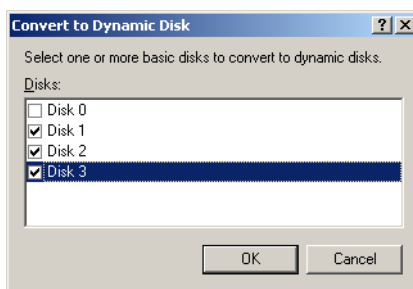 Convert to Dynamic Disk
Select one or more basic disks to convert to dynamic disks.
Disks:
Disk 0
Disk 1
Disk 2
Disk 3
OK Cancel